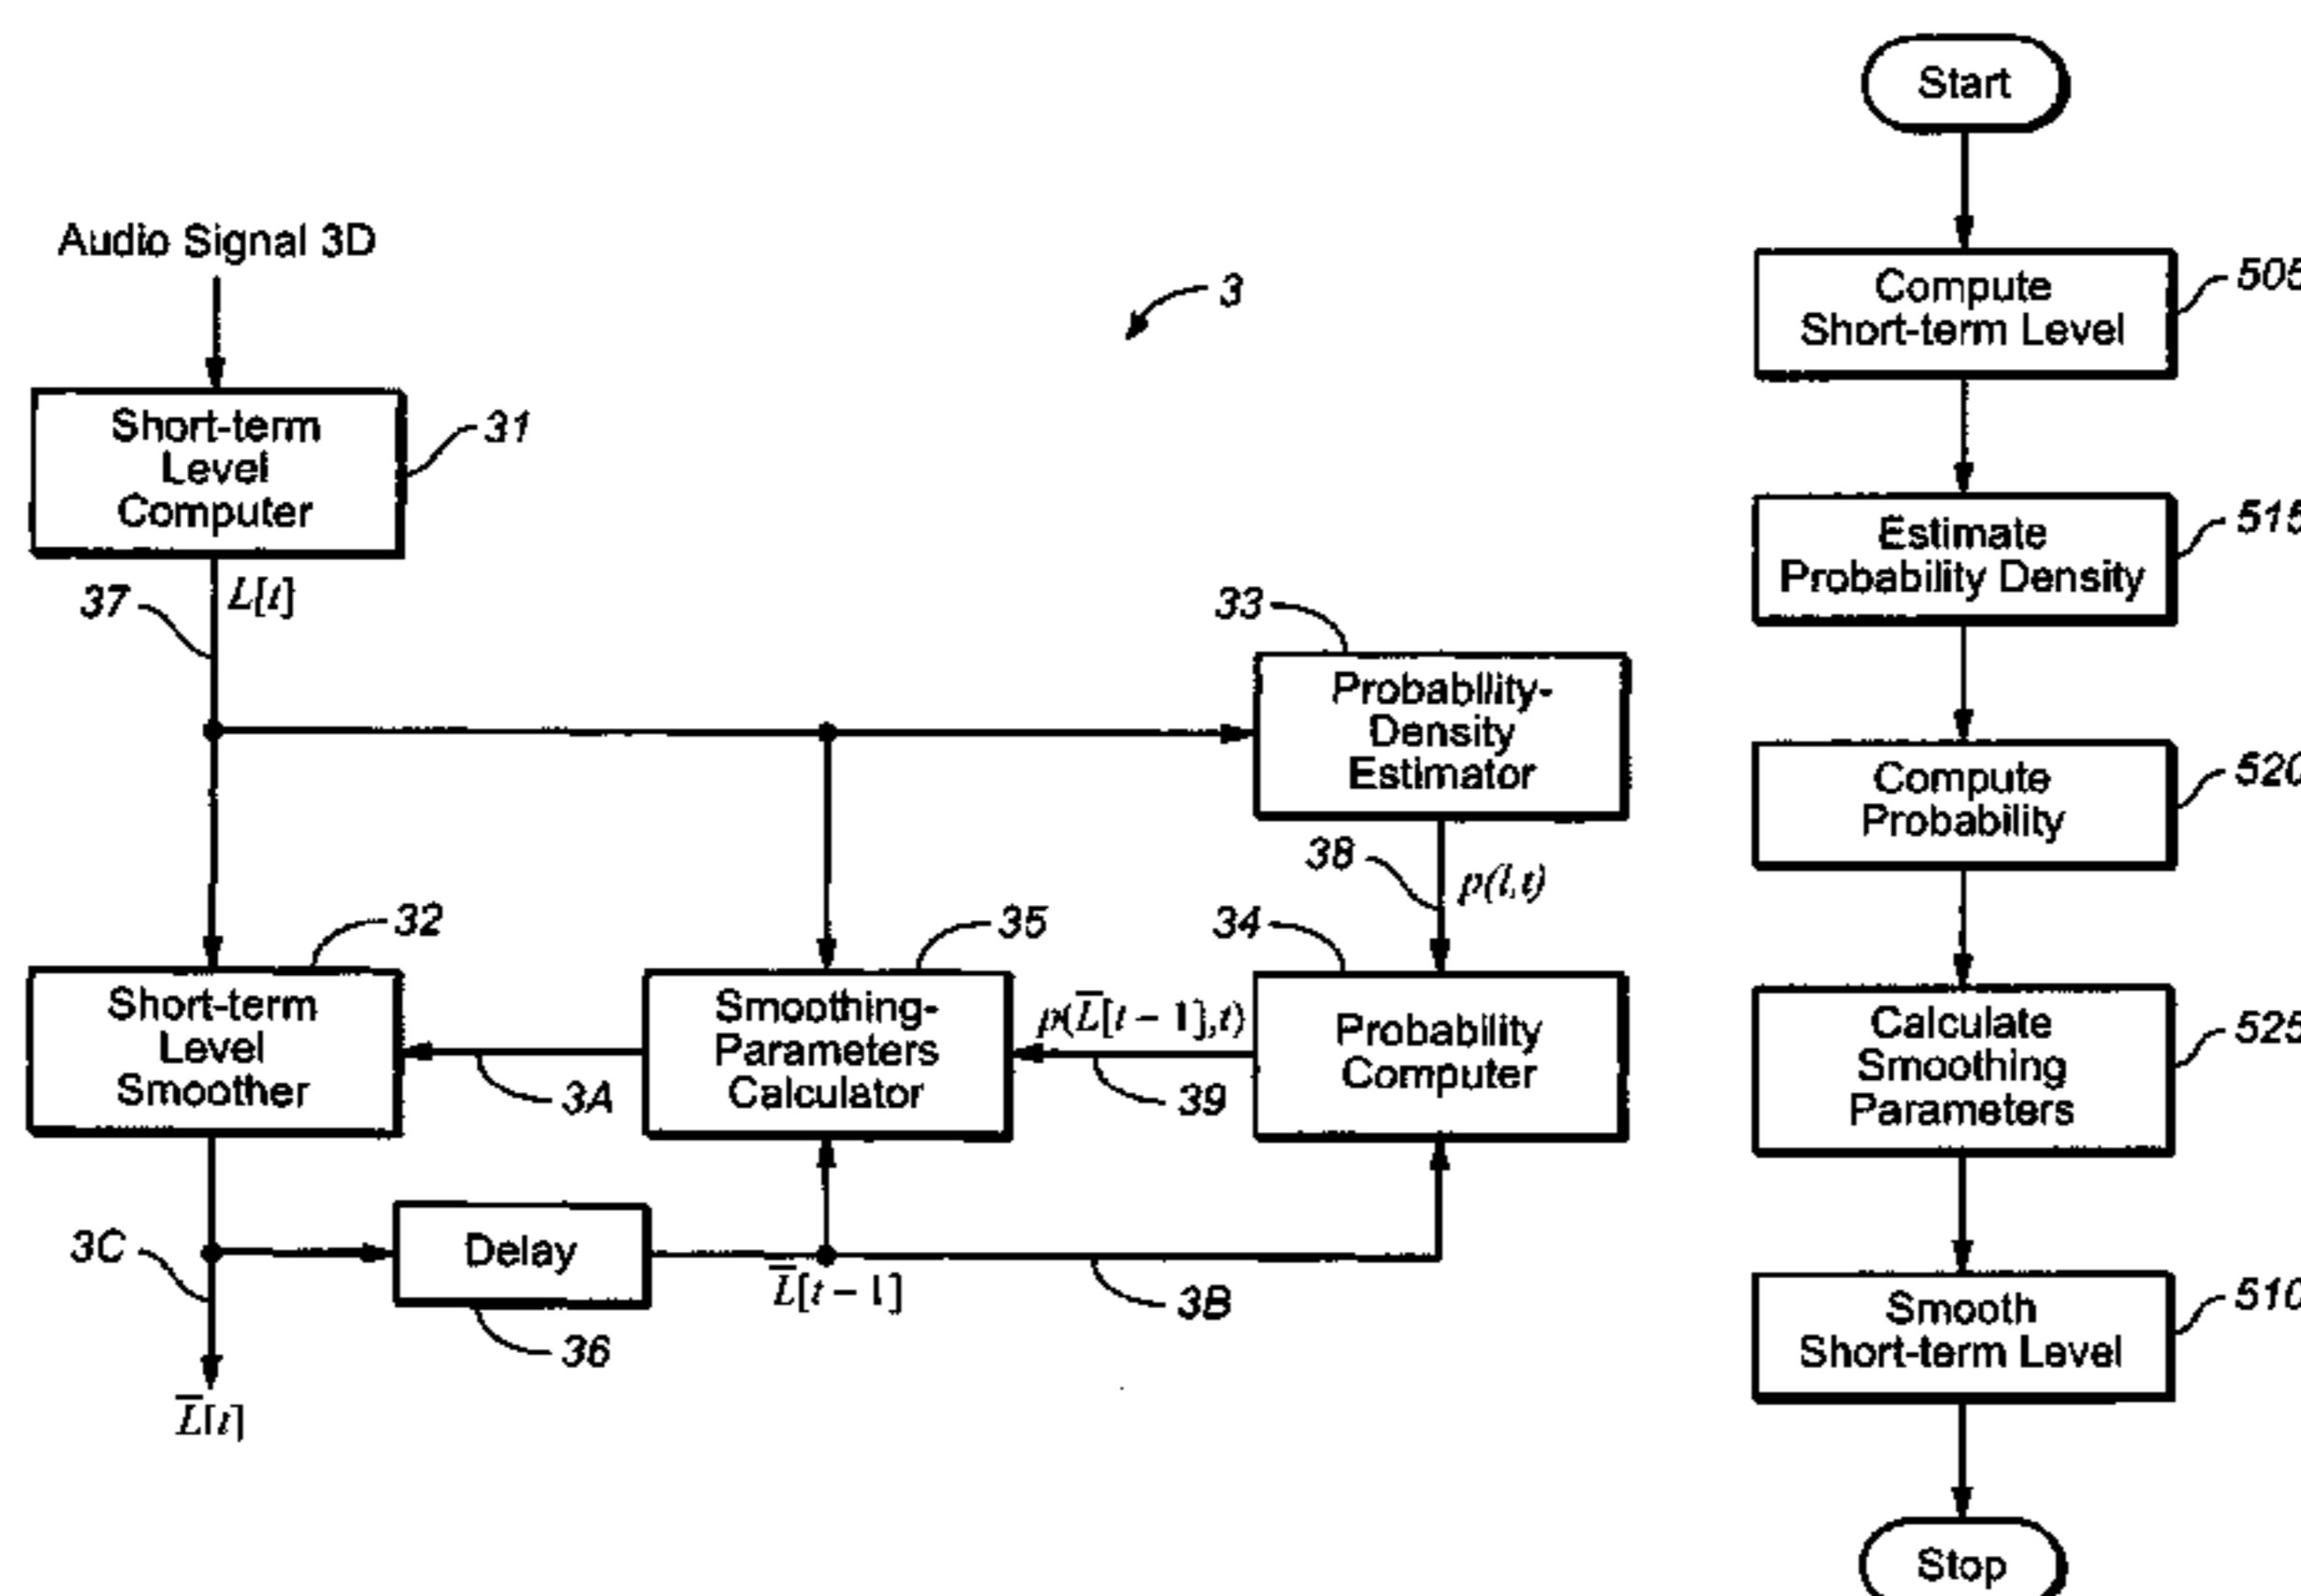 Audio Signal 3D
3
Short-term
Level
Computer
31
37
L[t]
33
Probability-
Density
Estimator
38
p(l,t)
32
35
34
Short-term
Level
Smoother
Smoothing-
Parameters
Calculator
p(L̅[t − 1],t)
Probability
Computer
3A
39
3C
Delay
L̅[t − 1]
3B
36
L̅[t]
Start
Compute
Short-term Level
505
Estimate
Probability Density
515
Compute
Probability
520
Calculate
Smoothing
Parameters
525
Smooth
Short-term Level
510
Stop